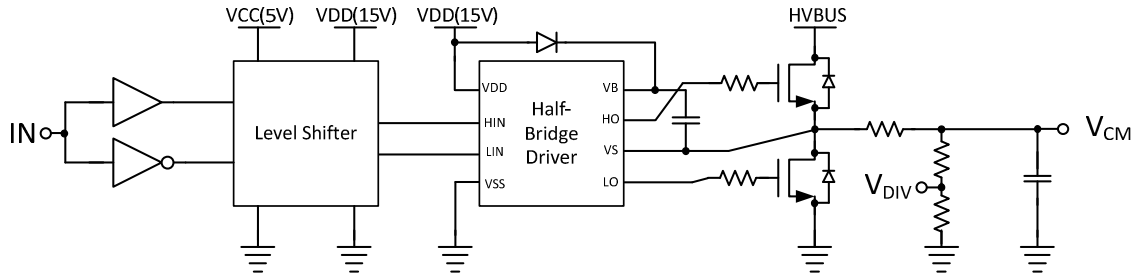 VCC(5V) VDD(15V) VDD(15V) HVBUS
IN
Level Shifter
VDD
HIN
LIN
VSS
Half-
Bridge
Driver
VB
HO
VS
LO
VCM
VDIV